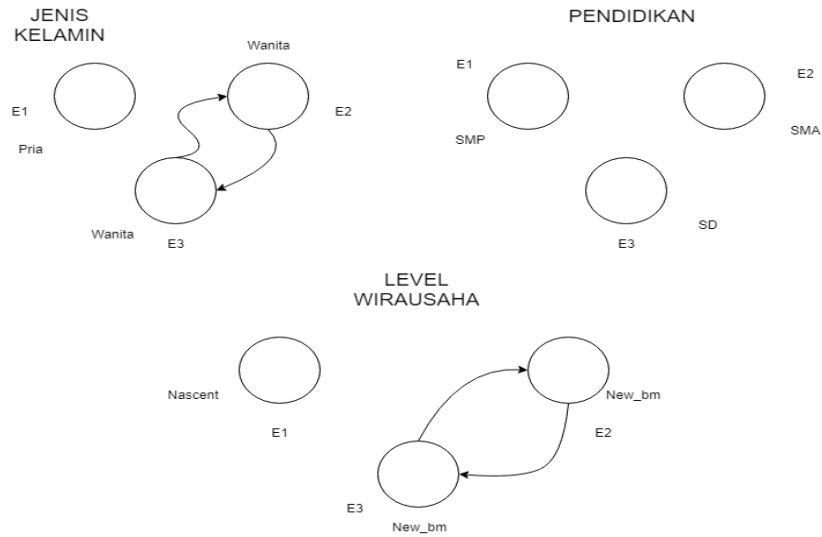 JENIS
KELAMIN
Wanita
E1
E2
Pria
Wanita
E3
PENDIDIKAN
E1
E2
SMP
SMA
SD
E3
LEVEL
WIRAUSAHA
Nascent
New_bm
E1
E2
E3
New_bm